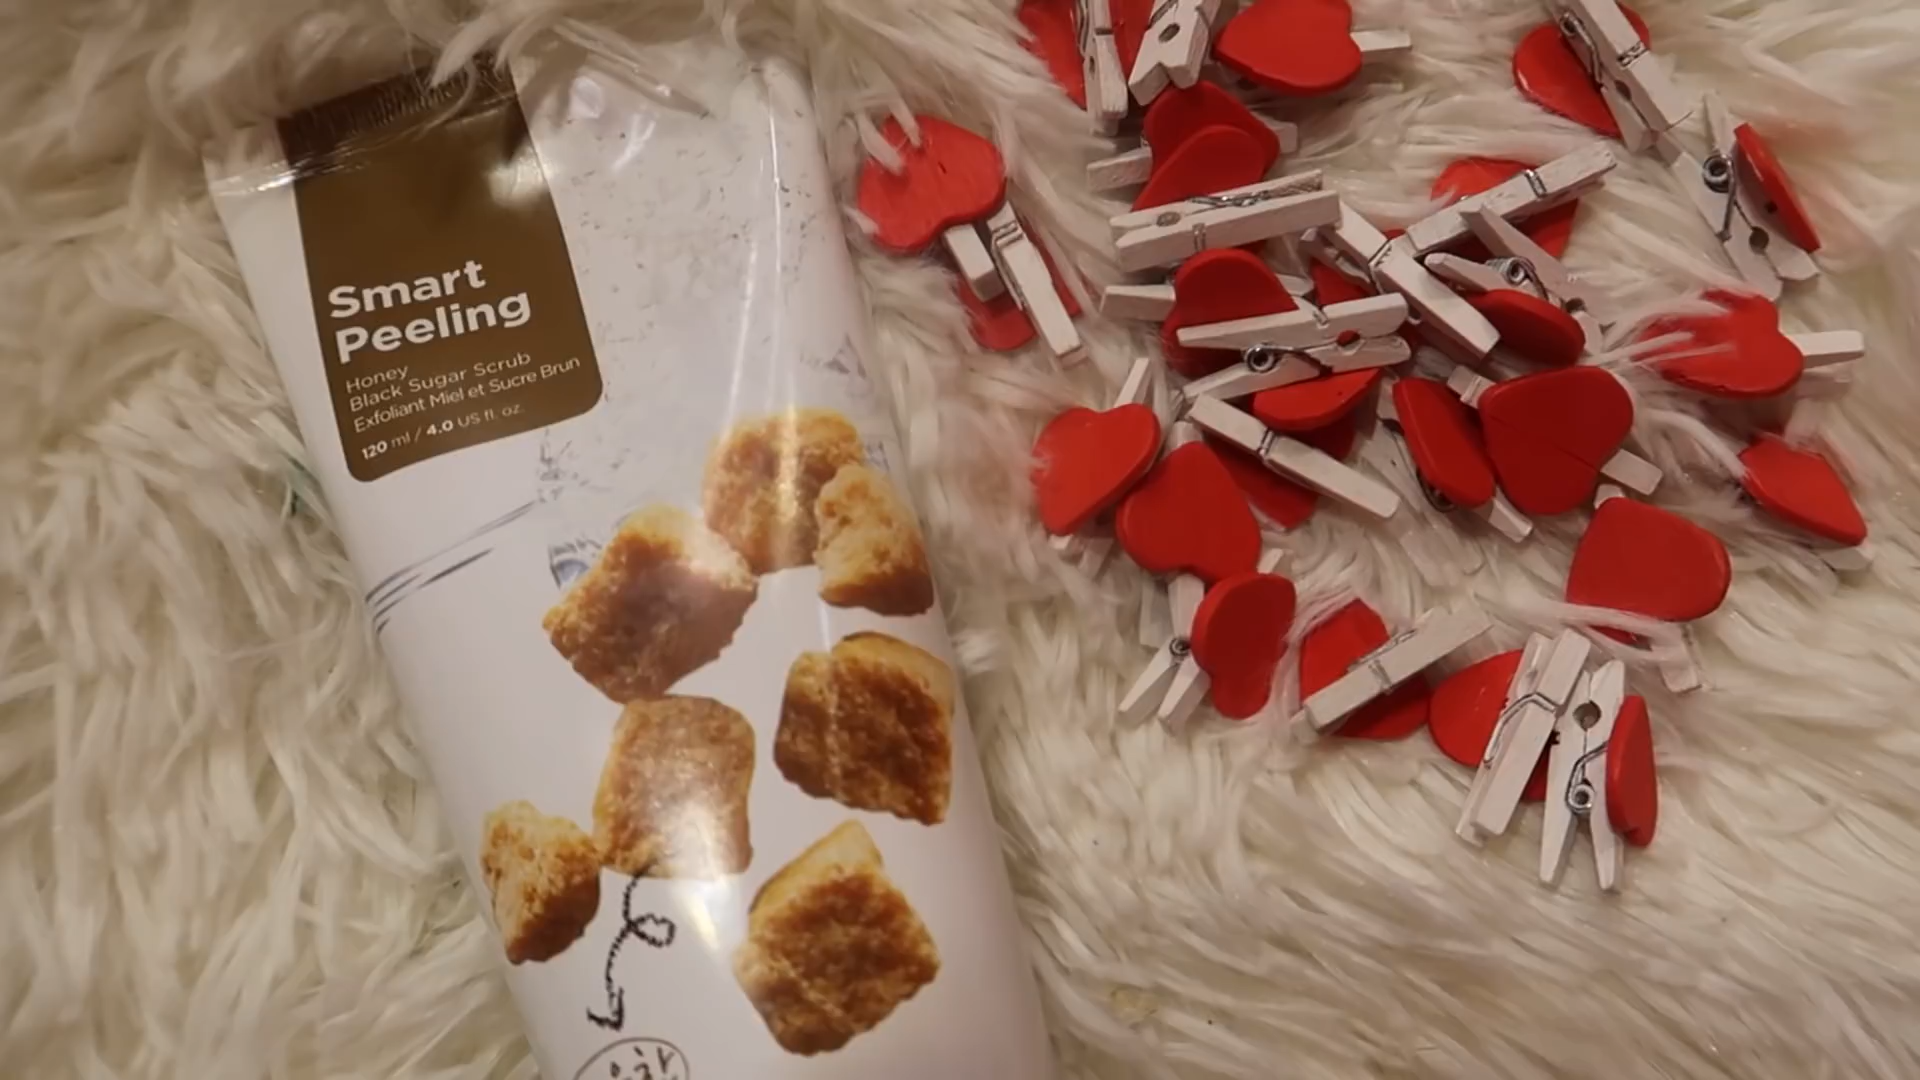 Smart
Peeling
Honey
Black Sugar Scrub
Exfoliant Miel et Sucre Brun
120 ml / 4.0 US fl. oz.